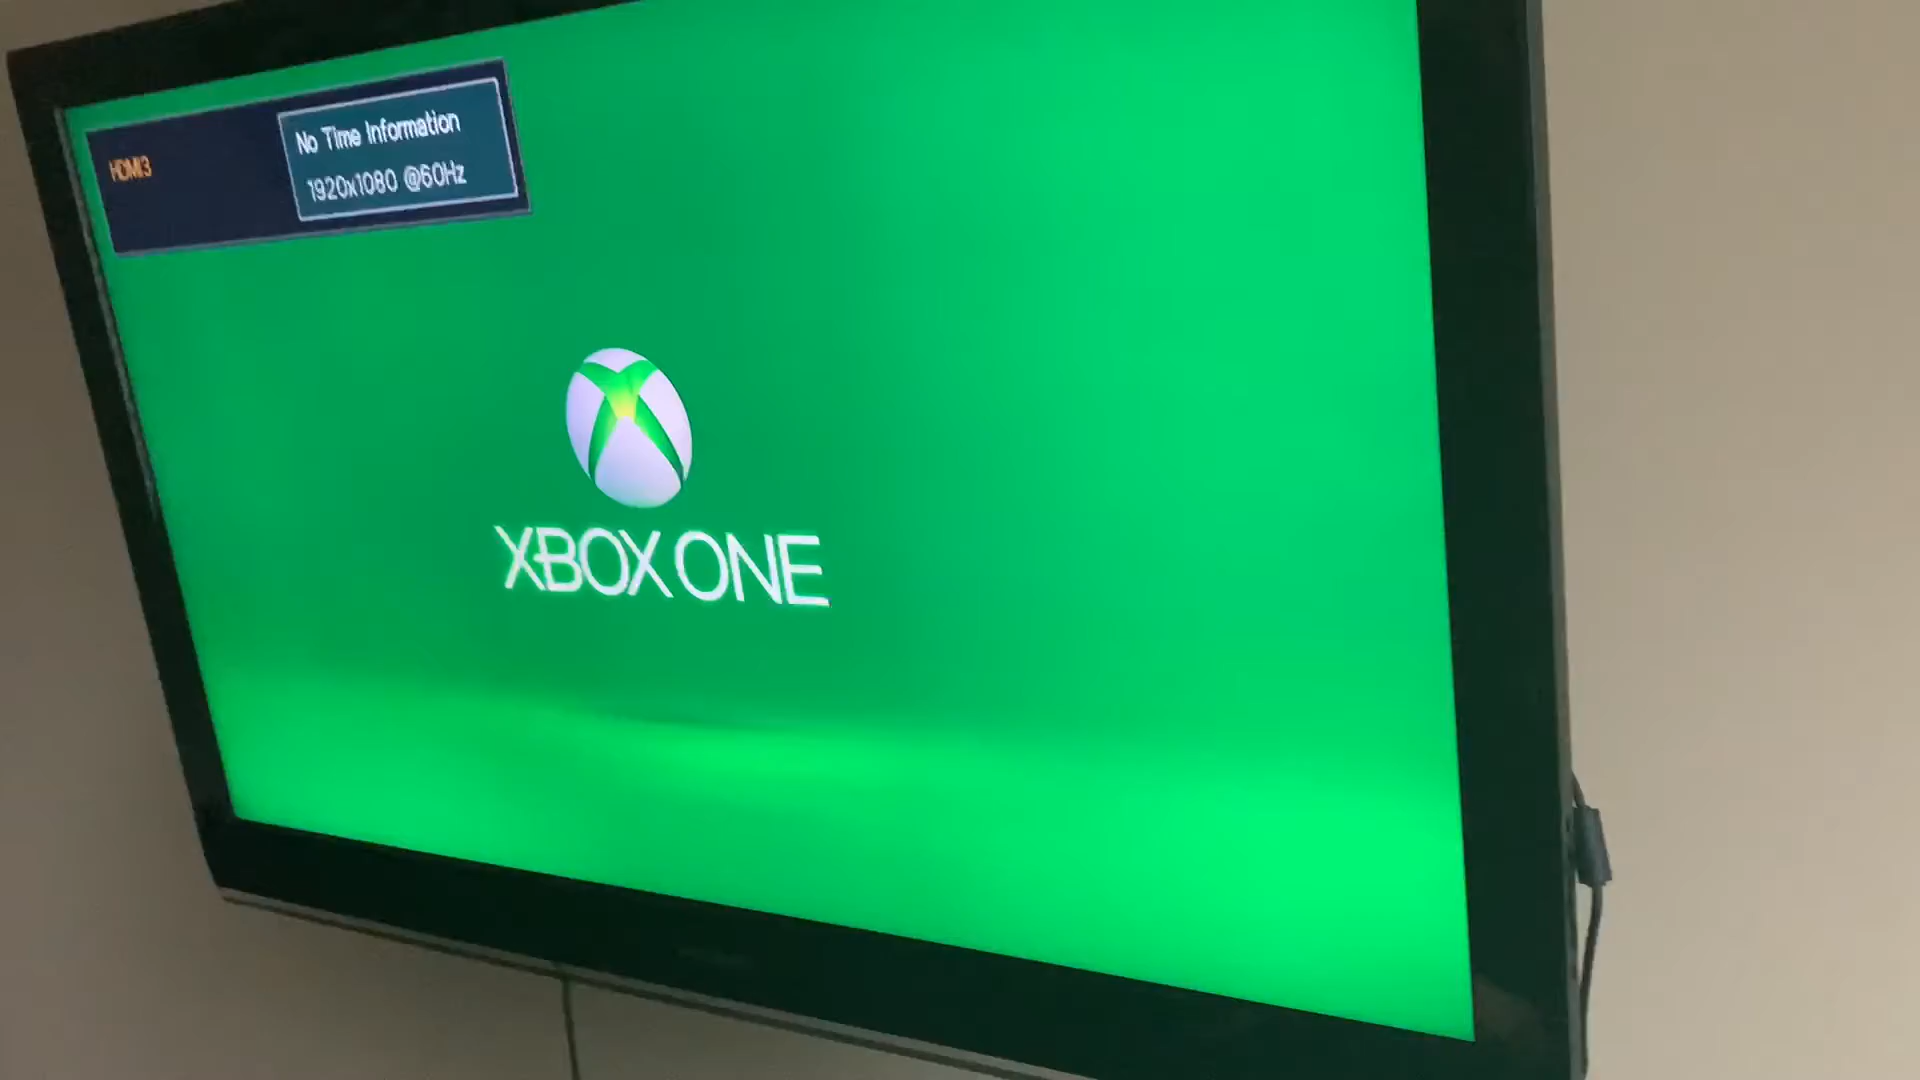 HDMI3
No Time Information
1920x1080 @60Hz
XBOX ONE